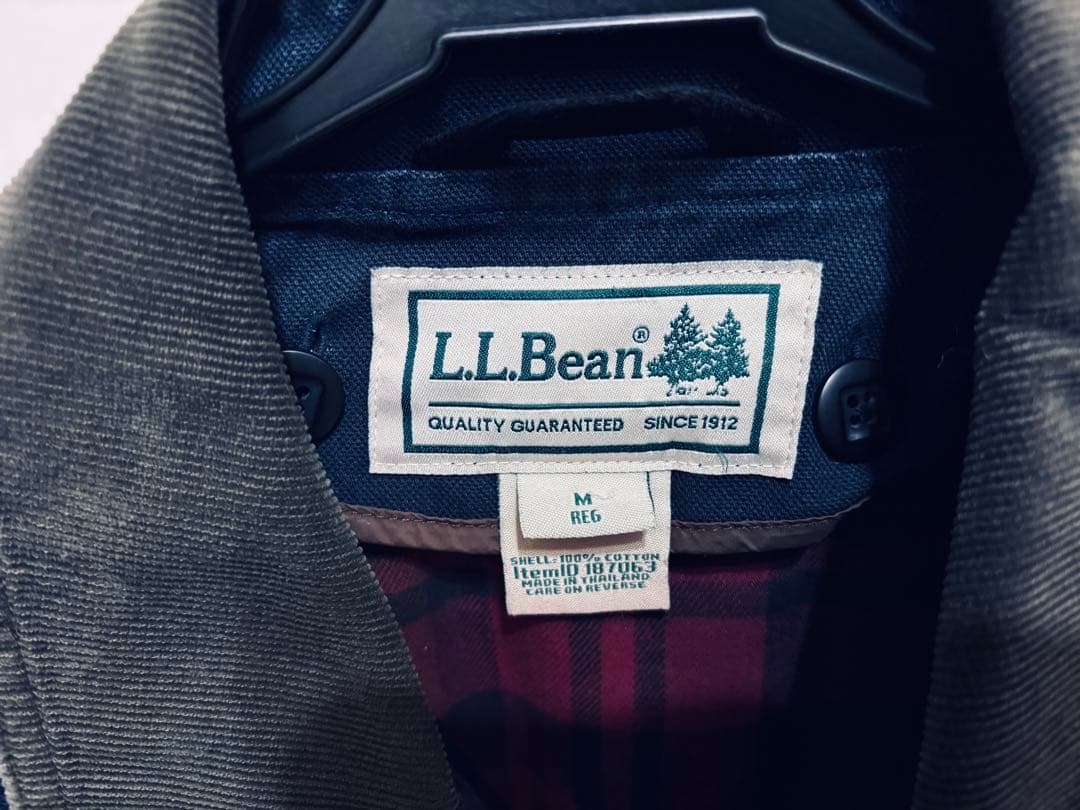 L.L.Bean®
QUALITY GUARANTEED SINCE 1912
M
REG
SHELL: 100% COTTON
ItemID 187063
MADE IN THAILAND
CARE ON REVERSE